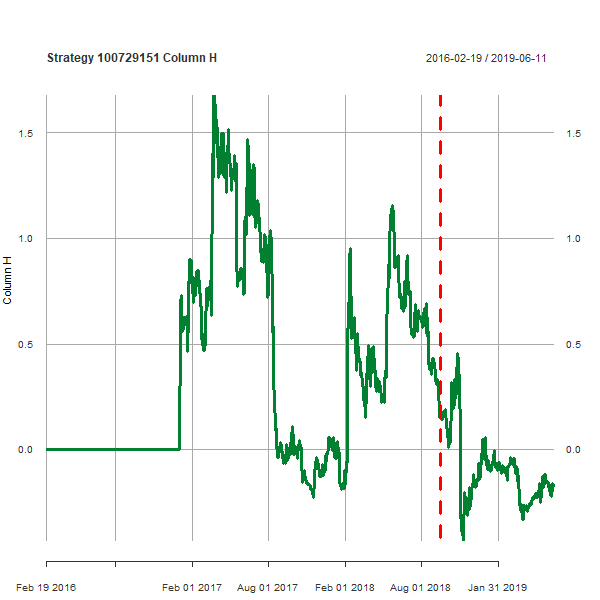 Strategy 100729151 Column H
2016-02-19 / 2019-06-11
1.5
1.5
1.0
1.0
Column H
0.5
0.5
0.0
0.0
Feb 19 2016
Feb 01 2017
Aug 01 2017
Feb 01 2018
Aug 01 2018
Jan 31 2019